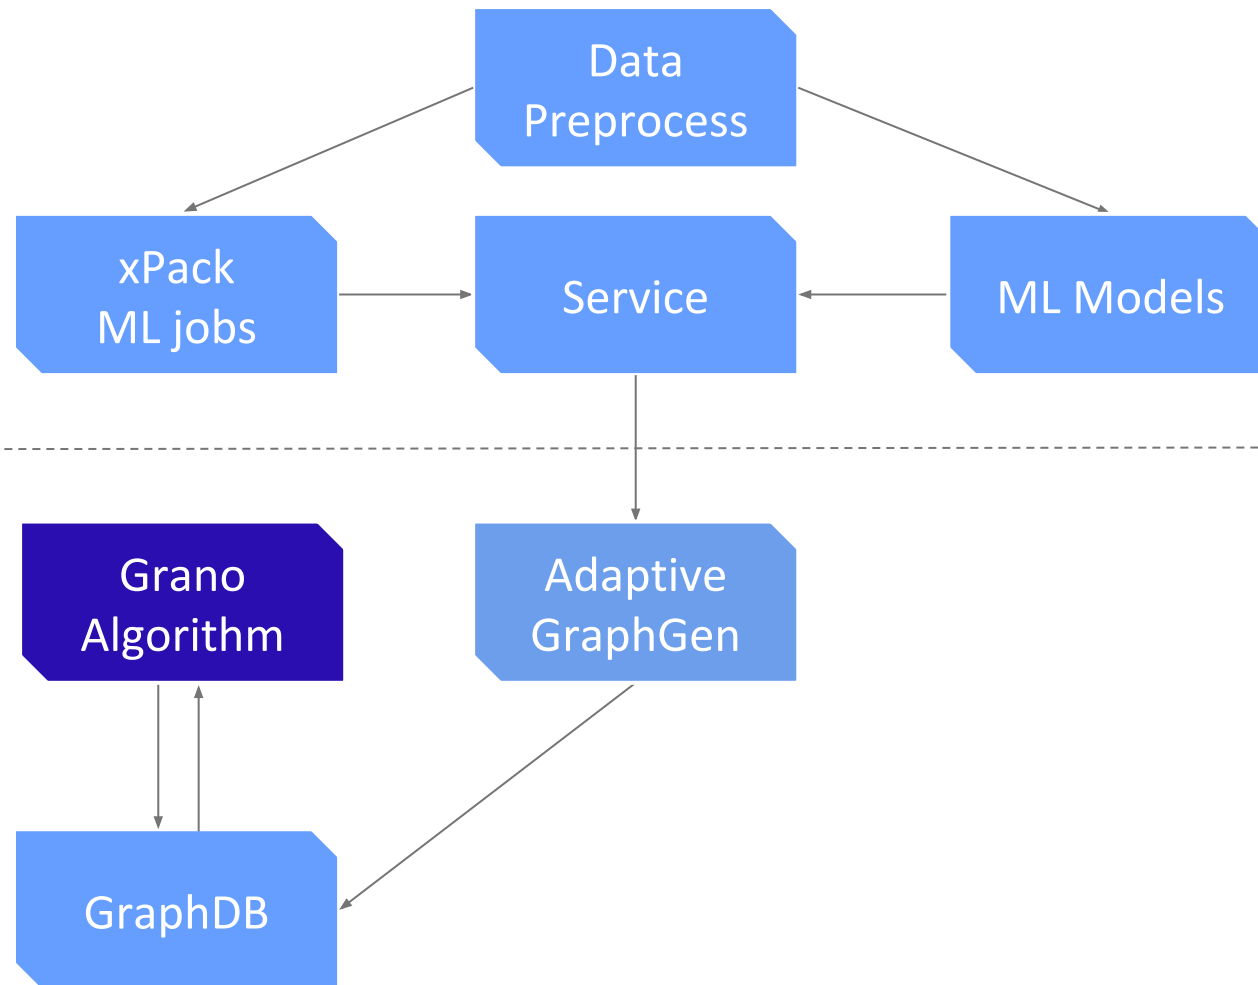 Data
Preprocess
xPack
ML jobs
Service
ML Models
Grano
Algorithm
Adaptive
GraphGen
GraphDB